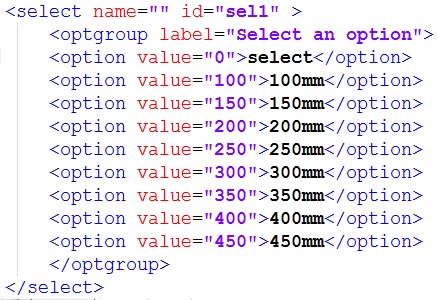 <select name="" id="sel1" >
<optgroup label="Select an option">
<option value="0">select</option>
<option value="100">100mm</option>
<option value="150">150mm</option>
<option value="200">200mm</option>
<option value="250">250mm</option>
<option value="300">300mm</option>
<option value="350">350mm</option>
<option value="400">400mm</option>
<option value="450">450mm</option>
</optgroup>
</select>